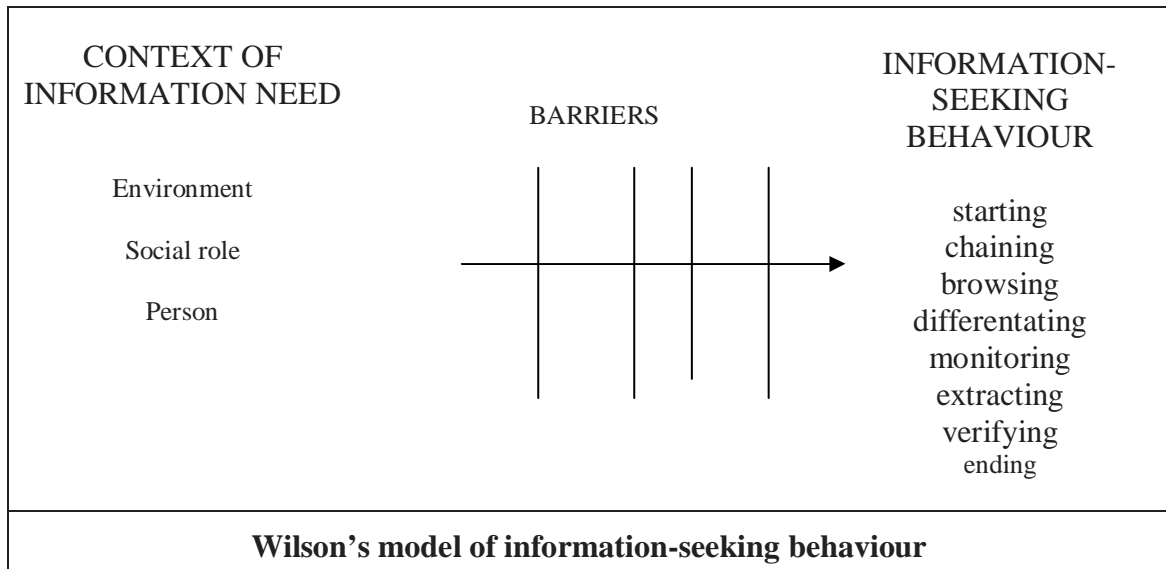 CONTEXT OF
INFORMATION NEED
Environment
Social role
Person
BARRIERS
INFORMATION-
SEEKING
BEHAVIOUR
starting
chaining
browsing
differentating
monitoring
extracting
verifying
ending
Wilson’s model of information-seeking behaviour